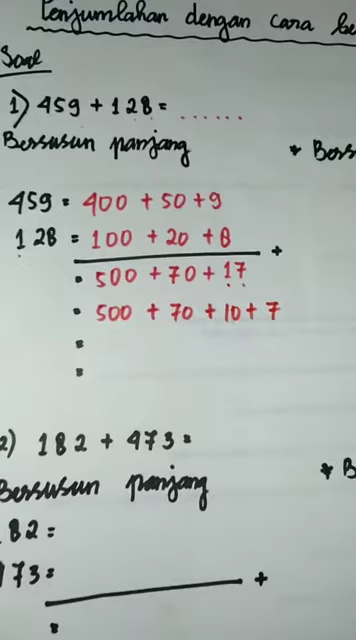 Penjumlahan dengan cara
Soal
1) 459 + 128 = ......
Bersusun panjang
459 = 400 + 50 + 9
128 = 100 + 20 + 8
+
= 500 + 70 + 17
= 500 + 70 + 10 + 7
=
=
2) 182 + 473 =
Bersusun panjang
82 =
73 =
+
=